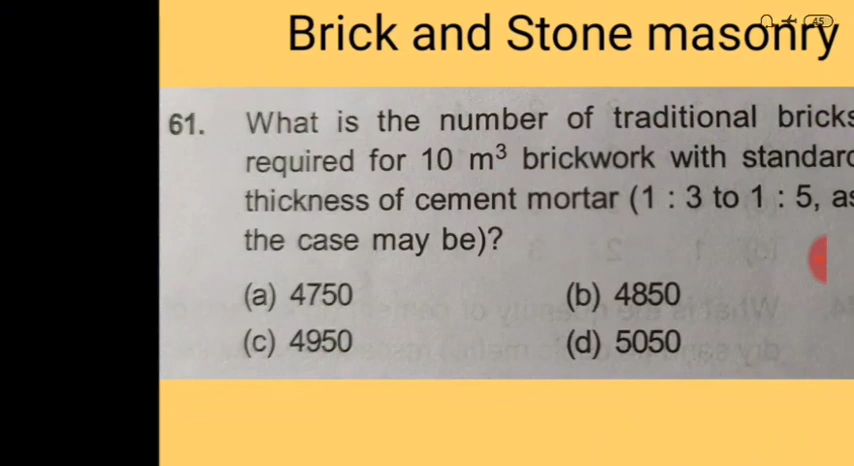 Brick and Stone masonry
45
61. What is the number of traditional bricks
required for 10 m³ brickwork with standard
thickness of cement mortar (1 : 3 to 1 : 5, as
the case may be)?
(a) 4750 (b) 4850
(c) 4950 (d) 5050